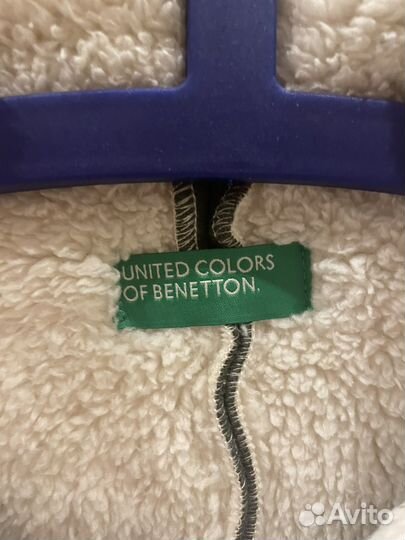 UNITED COLORS
OF BENETTON.
Avito